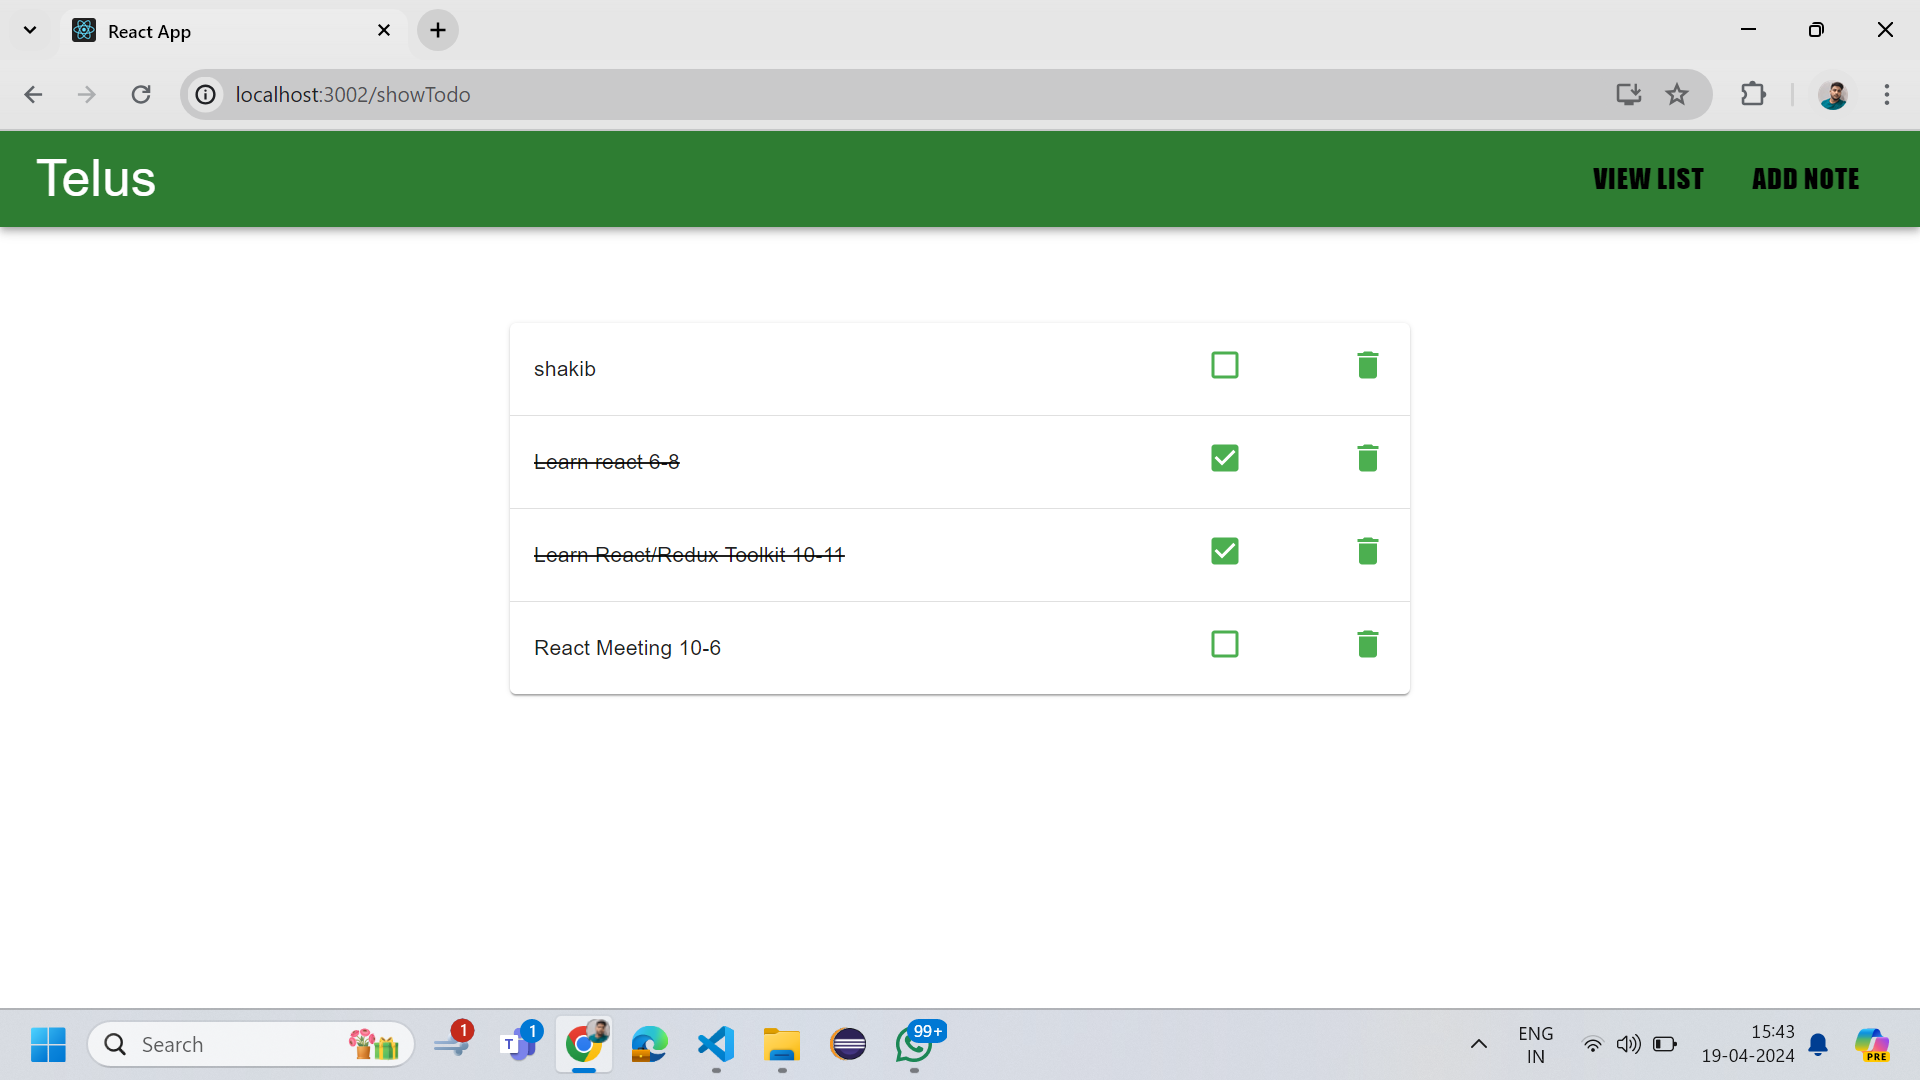 React App
localhost:3002/showTodo
Telus
VIEW LIST
ADD NOTE
shakib
Learn react 6-8
Learn React/Redux Toolkit 10-11
React Meeting 10-6
Search
1
T
1
99+
ENG
IN
15:43
19-04-2024
PRE